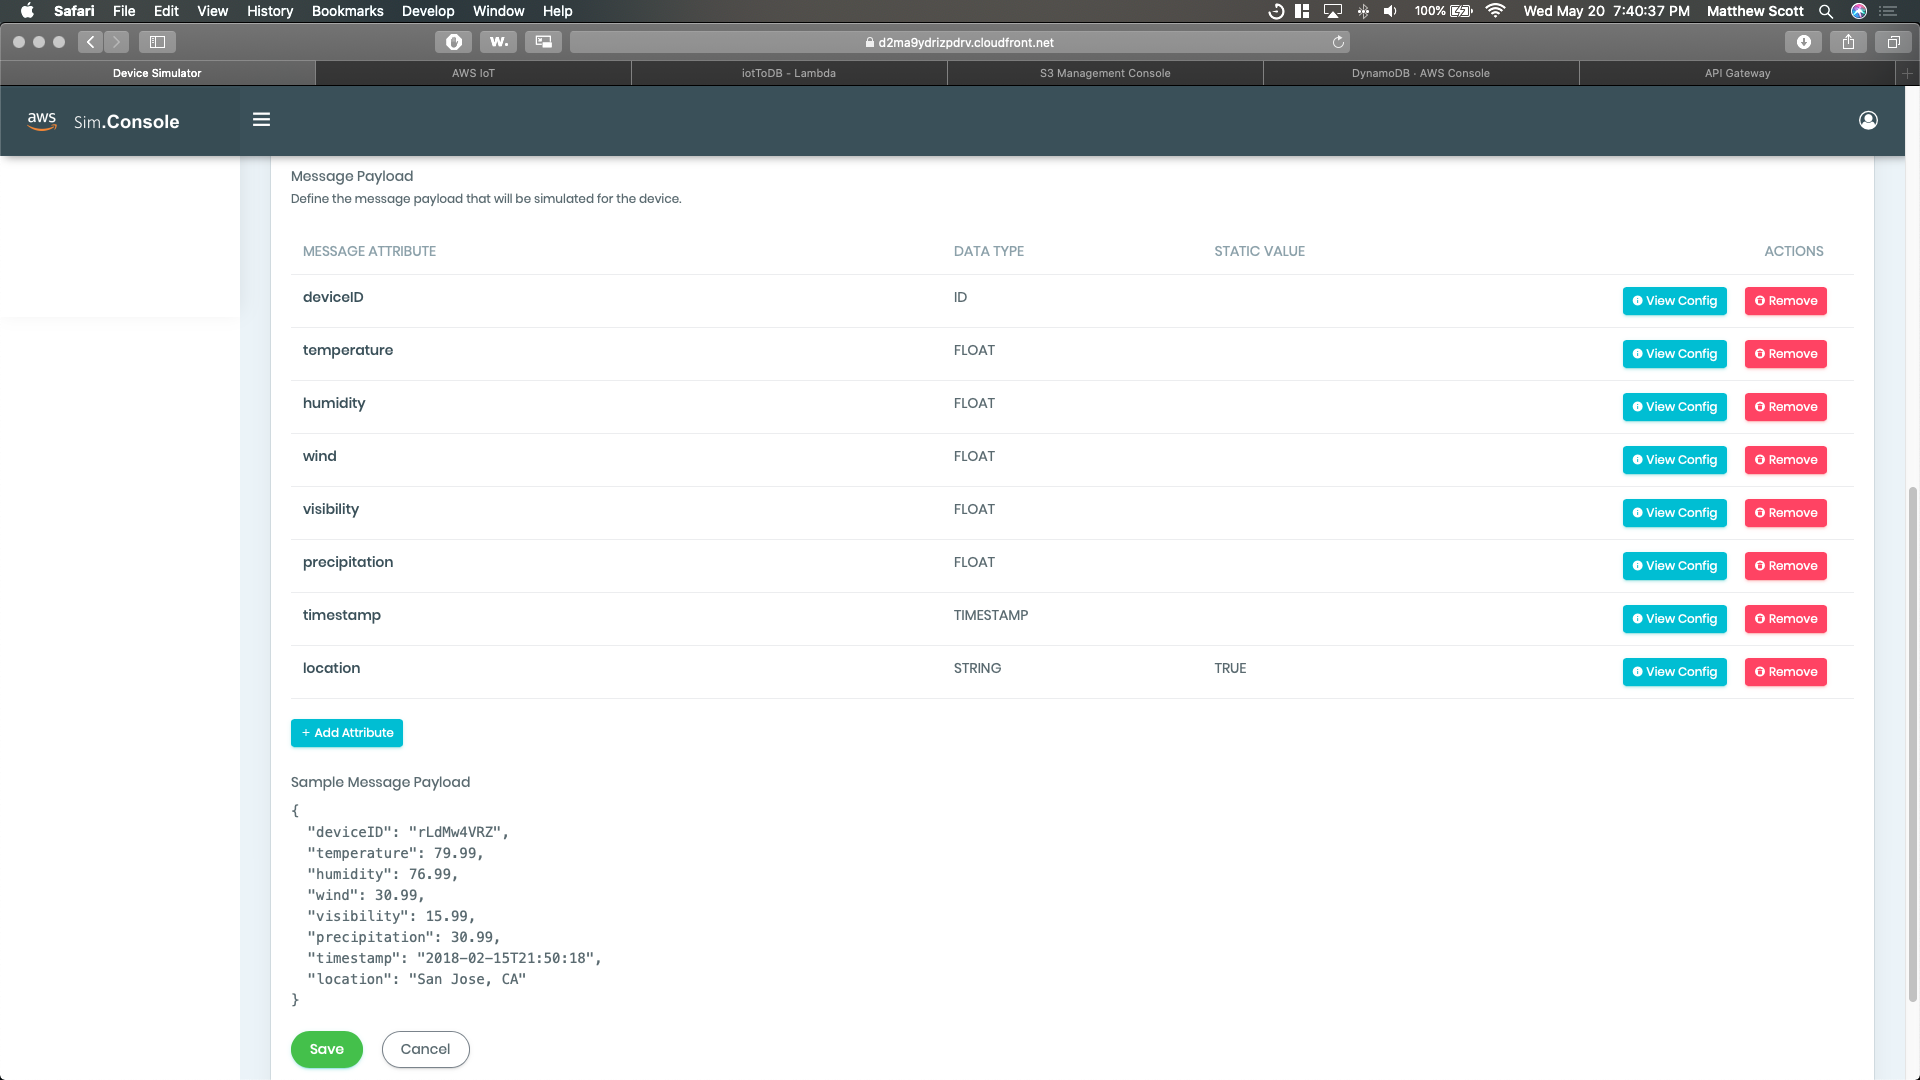 Safari File Edit View History Bookmarks Develop Window Help 100% Wed May 20 7:40:37 PM Matthew Scott
W. d2ma9ydrizpdrv.cloudfront.net
Device Simulator AWS IoT iotToDB - Lambda S3 Management Console DynamoDB · AWS Console API Gateway
aws Sim.Console
Message Payload
Define the message payload that will be simulated for the device.
MESSAGE ATTRIBUTE DATA TYPE STATIC VALUE ACTIONS
deviceID ID View Config Remove
temperature FLOAT View Config Remove
humidity FLOAT View Config Remove
wind FLOAT View Config Remove
visibility FLOAT View Config Remove
precipitation FLOAT View Config Remove
timestamp TIMESTAMP View Config Remove
location STRING TRUE View Config Remove
+ Add Attribute
Sample Message Payload
{
"deviceID": "rLdMw4VRZ",
"temperature": 79.99,
"humidity": 76.99,
"wind": 30.99,
"visibility": 15.99,
"precipitation": 30.99,
"timestamp": "2018-02-15T21:50:18",
"location": "San Jose, CA"
}
Save Cancel